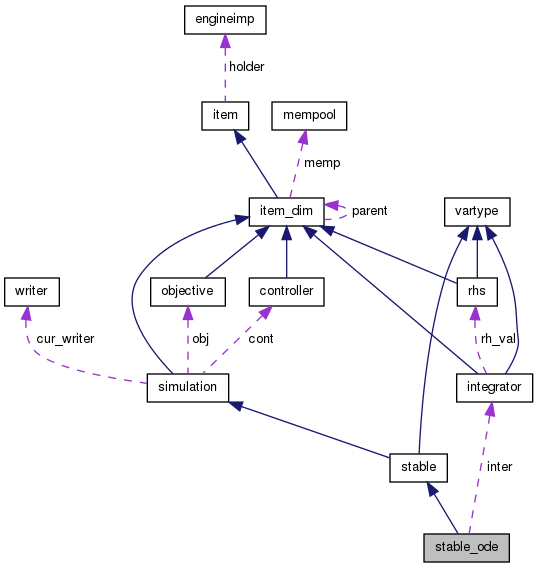 engineimp
holder
item
mempool
memp
item_dim
parent
vartype
writer
objective
controller
rhs
cur_writer
obj
cont
rh_val
simulation
integrator
stable
inter
stable_ode